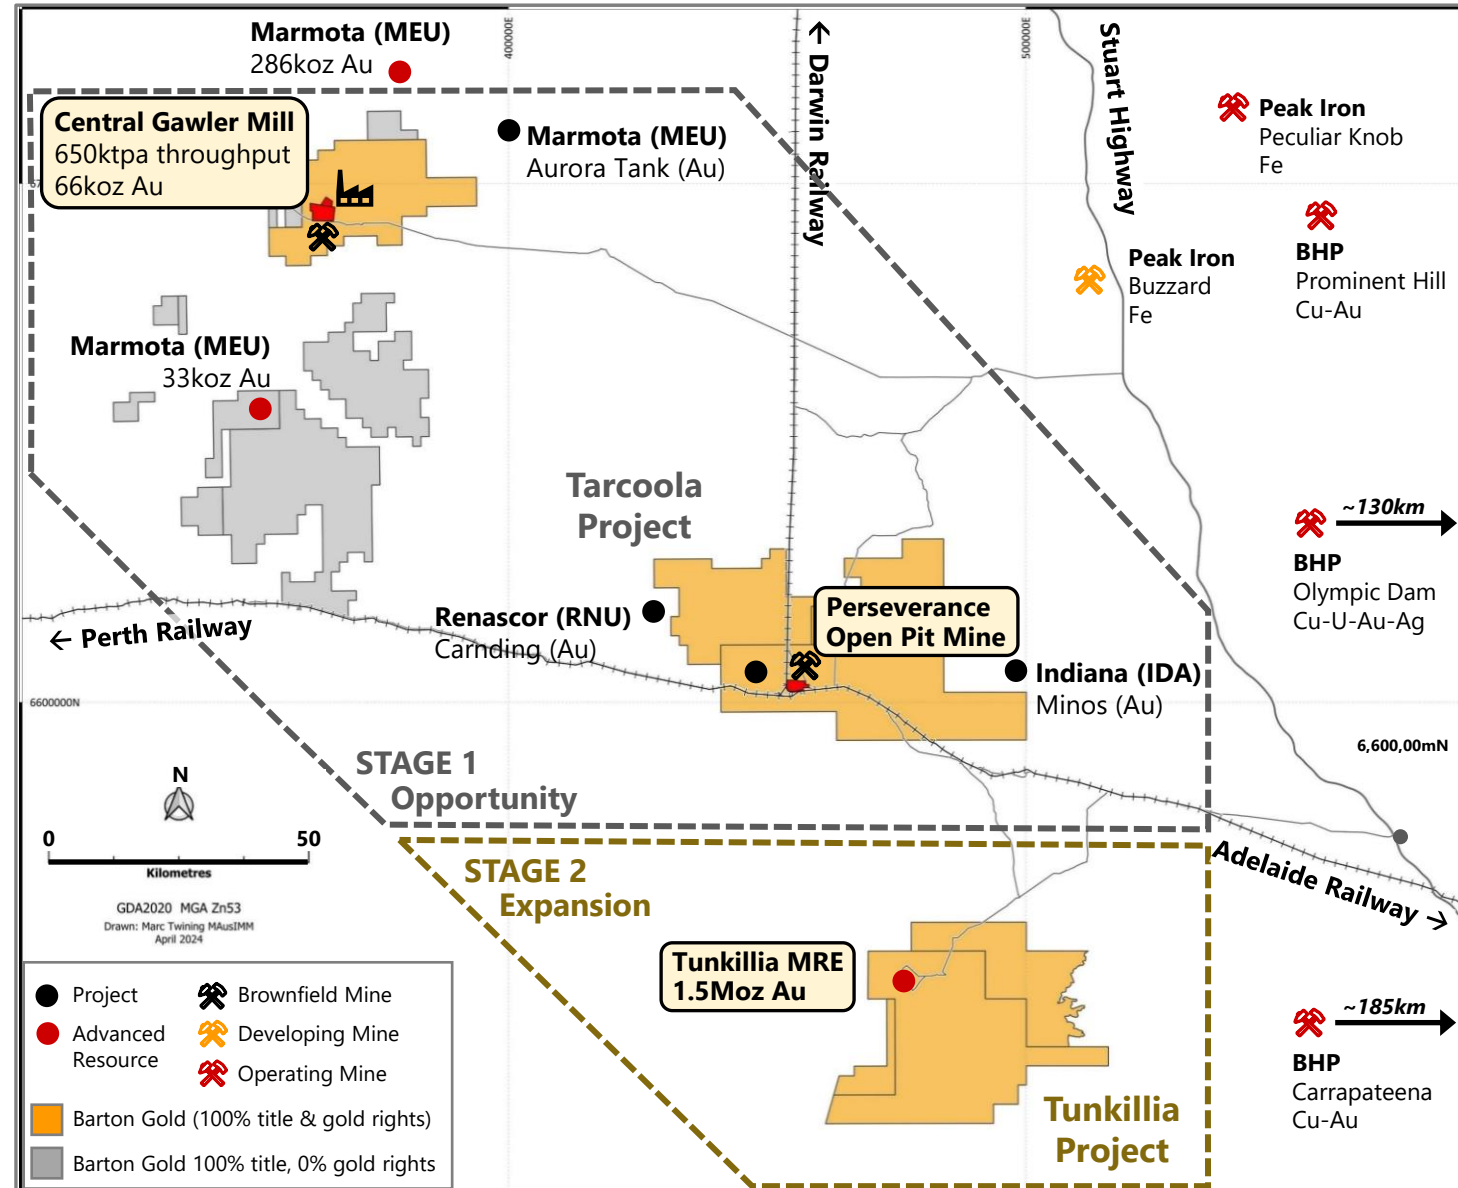 Marmota (MEU)
286koz Au
400000E
← Darwin Railway
500000E
Stuart Highway
Central Gawler Mill
650ktpa throughput
66koz Au
Marmota (MEU)
Aurora Tank (Au)
Peak Iron
Peculiar Knob
Fe
BHP
Prominent Hill
Cu-Au
Peak Iron
Buzzard
Fe
Marmota (MEU)
33koz Au
Tarcoola
Project
~130km
BHP
Olympic Dam
Cu-U-Au-Ag
Perseverance
Open Pit Mine
← Perth Railway
Renascor (RNU)
Carnding (Au)
Indiana (IDA)
Minos (Au)
6600000N
6,600,00mN
STAGE 1
Opportunity
N
0
50
Kilometres
GDA2020 MGA Zn53
Drawn: Marc Twining MAusIMM
April 2024
STAGE 2
Expansion
Adelaide Railway →
Tunkillia MRE
1.5Moz Au
~185km
BHP
Carrapateena
Cu-Au
Tunkillia
Project
Project
Brownfield Mine
Advanced
Resource
Developing Mine
Operating Mine
Barton Gold (100% title & gold rights)
Barton Gold 100% title, 0% gold rights